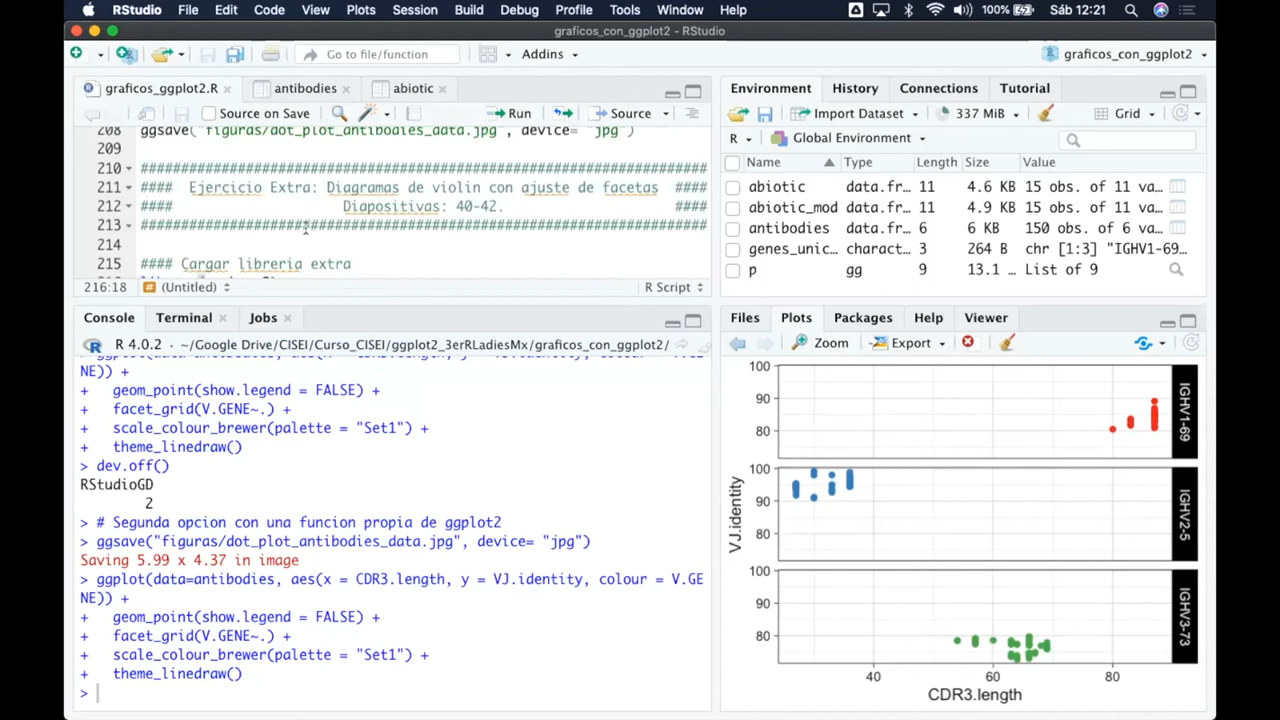 RStudio File Edit Code View Plots Session Build Debug Profile Tools Window Help 100% Sáb 12:21
graficos_con_ggplot2 - RStudio
Go to file/function Addins graficos_con_ggplot2
graficos_ggplot2.R antibodies abiotic
Source on Save Run Source
208 ggsave("figuras/dot_plot_antibodies_data.jpg", device= "jpg")
209
210 ######################################################################
211 #### Ejercicio Extra: Diagramas de violin con ajuste de facetas ####
212 #### Diapositivas: 40-42. ####
213 ######################################################################
214
215 #### Cargar libreria extra
216:18 (Untitled) R Script
Environment History Connections Tutorial
Import Dataset 337 MiB Grid
R Global Environment
Name Type Length Size Value
abiotic data.fr… 11 4.6 KB 15 obs. of 11 va…
abiotic_mod data.fr… 11 4.9 KB 15 obs. of 11 va…
antibodies data.fr… 6 6 KB 150 obs. of 6 va…
genes_unic… charact… 3 264 B chr [1:3] "IGHV1-69…
p gg 9 13.1 … List of 9
Console Terminal Jobs
R 4.0.2 · ~/Google Drive/CISEI/Curso_CISEI/ggplot2_3erRLadiesMx/graficos_con_ggplot2/
NE)) +
+ geom_point(show.legend = FALSE) +
+ facet_grid(V.GENE~.) +
+ scale_colour_brewer(palette = "Set1") +
+ theme_linedraw()
> dev.off()
RStudioGD
2
> # Segunda opcion con una funcion propia de ggplot2
> ggsave("figuras/dot_plot_antibodies_data.jpg", device= "jpg")
Saving 5.99 x 4.37 in image
> ggplot(data=antibodies, aes(x = CDR3.length, y = VJ.identity, colour = V.GE
NE)) +
+ geom_point(show.legend = FALSE) +
+ facet_grid(V.GENE~.) +
+ scale_colour_brewer(palette = "Set1") +
+ theme_linedraw()
>
Files Plots Packages Help Viewer
Zoom Export
100
90
80
IGHV1-69
100
90
80
IGHV2-5
100
90
80
IGHV3-73
VJ.identity
40 60 80
CDR3.length